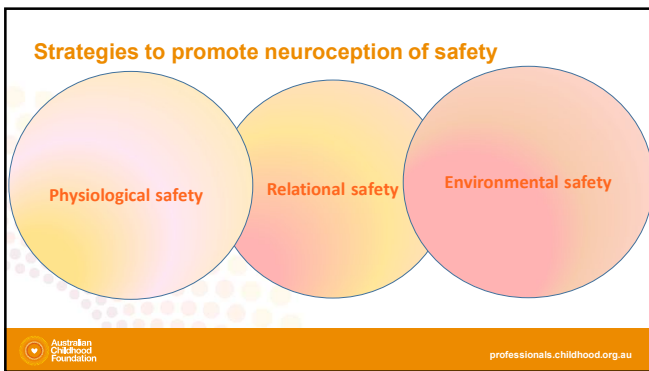 Strategies to promote neuroception of safety
Physiological safety
Relational safety
Environmental safety
Australian
Childhood
Foundation
professionals.childhood.org.au